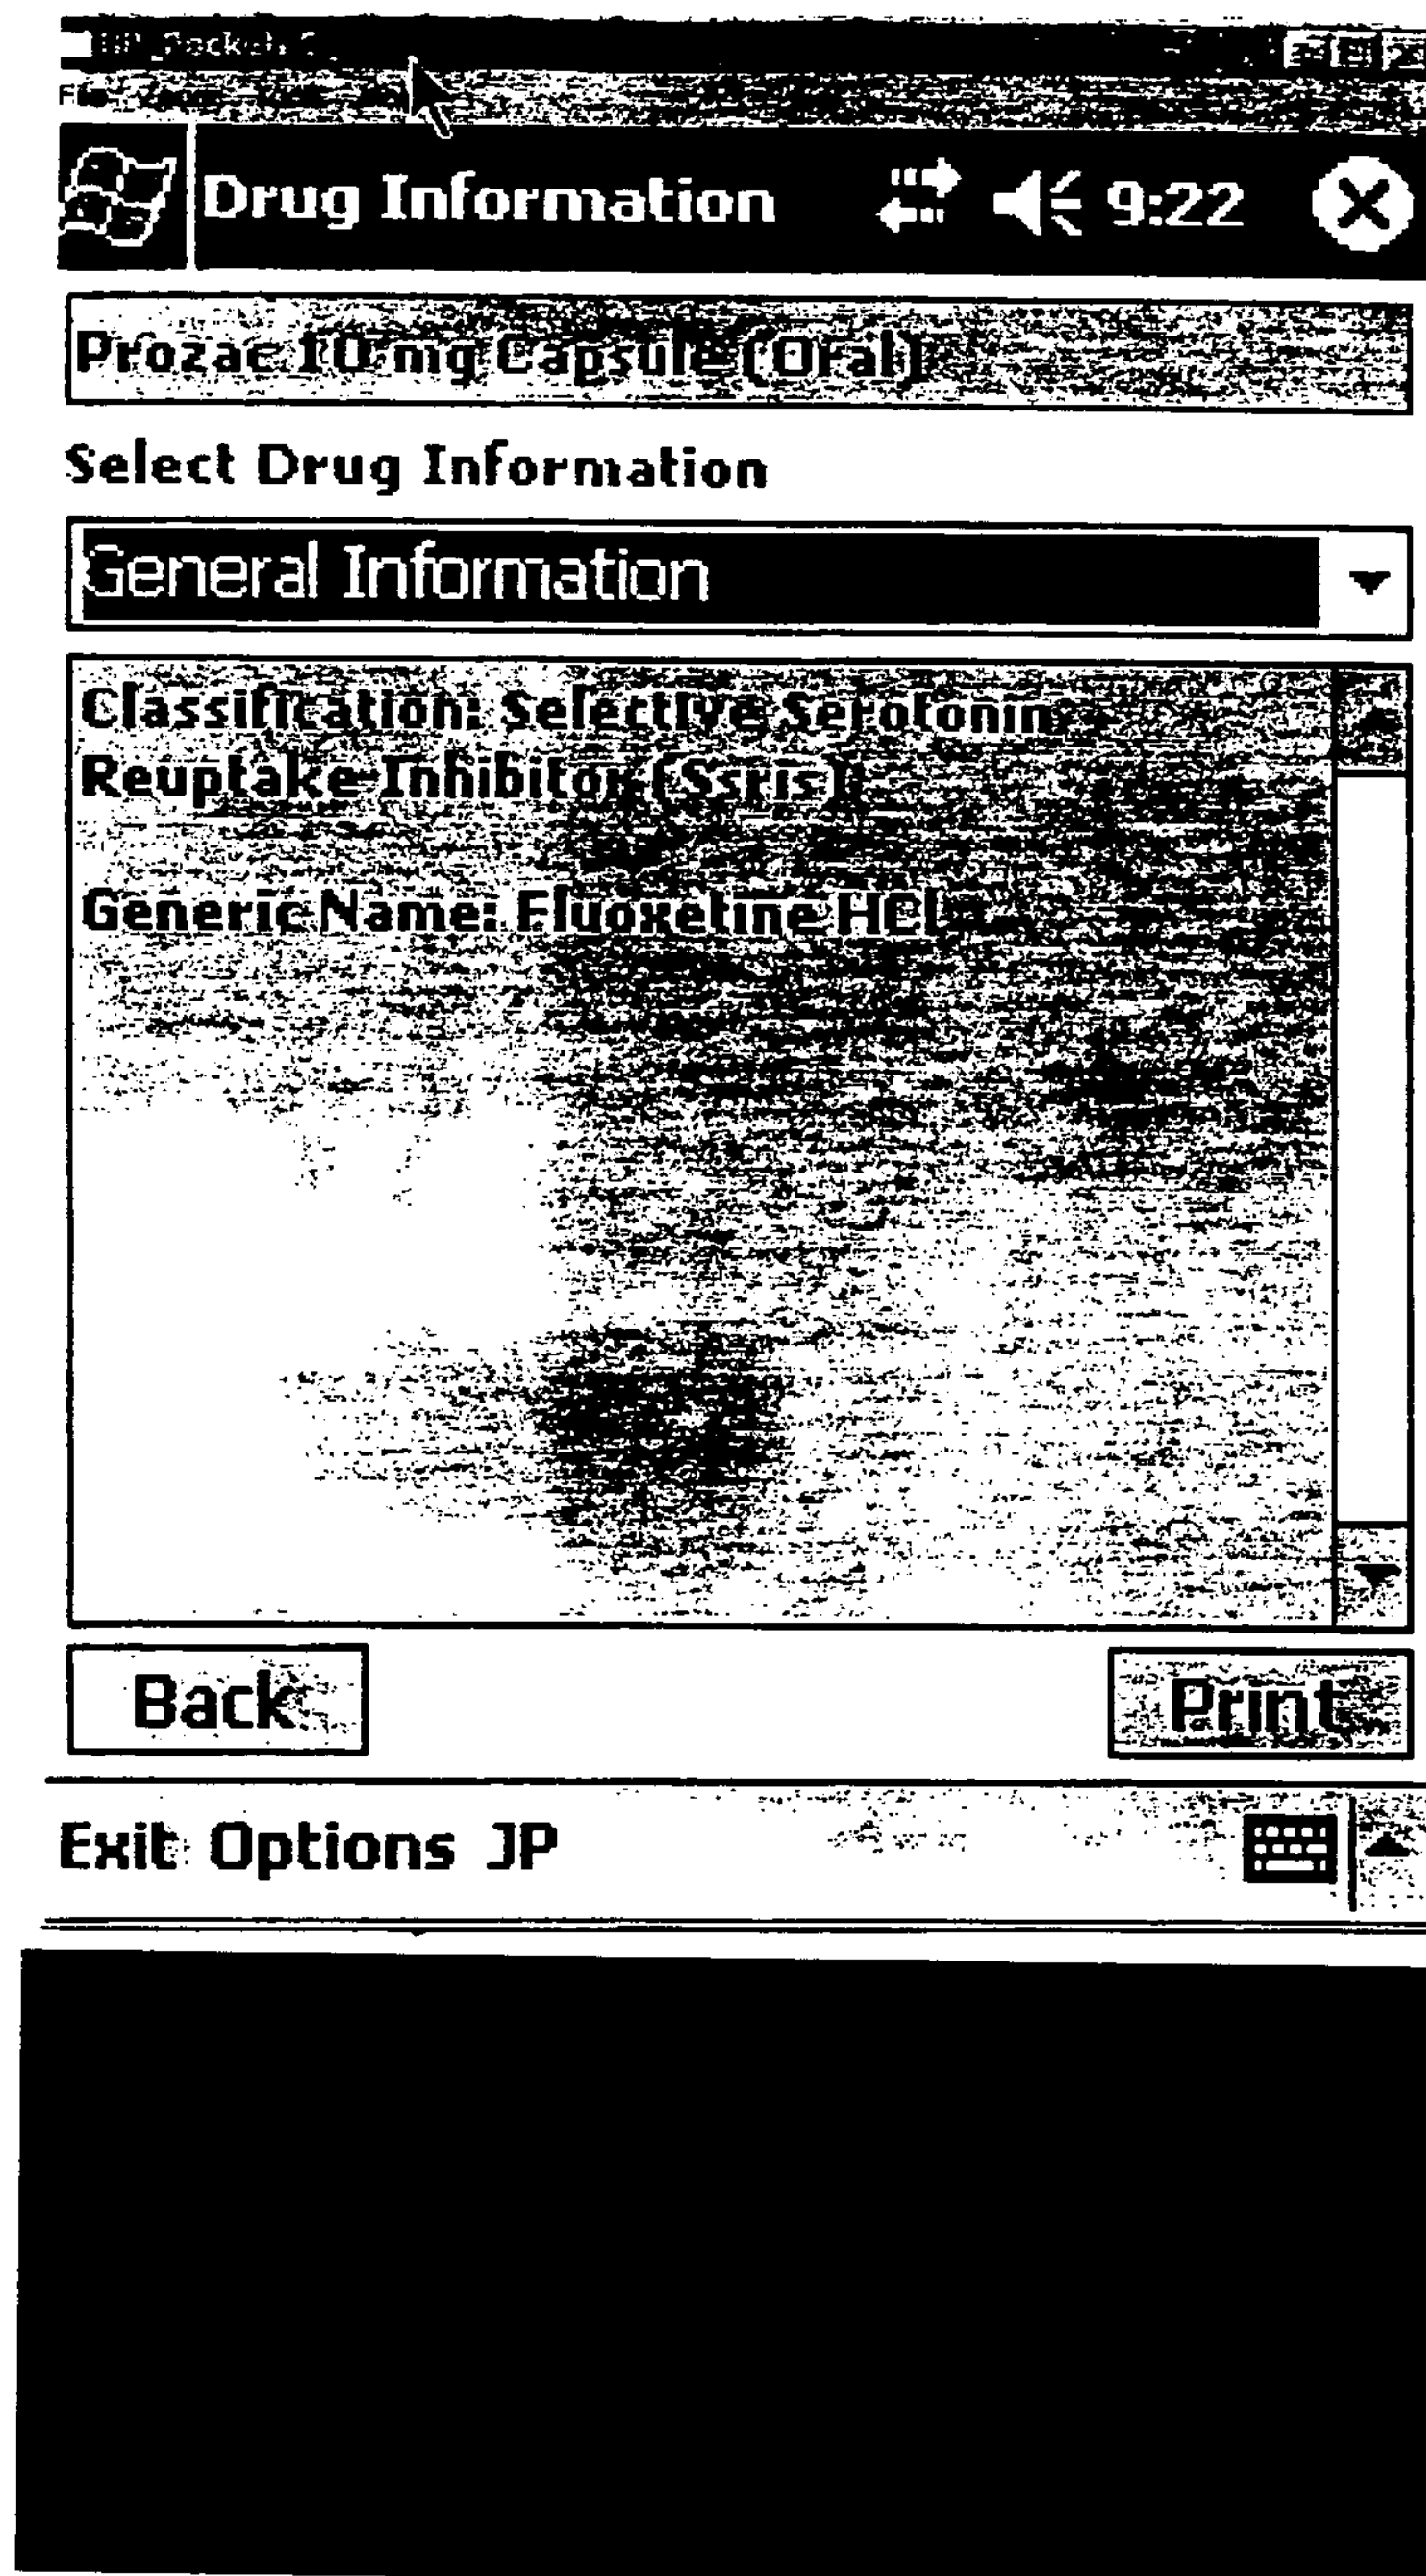 Drug Information 9:22
Prozac 10 mg Capsule (Oral)
Select Drug Information
General Information
Classification: Selective Serotonin
Reuptake Inhibitor (Ssris)
Generic Name: Fluoxetine HCl
Back Print
Exit Options JP